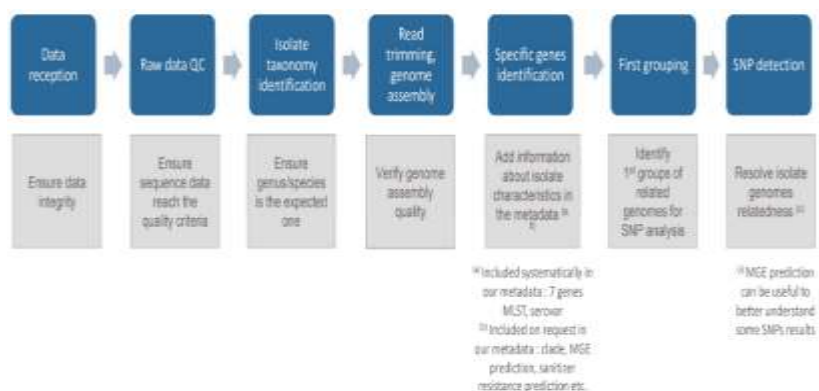 Data
reception
Raw data QC
Isolate
taxonomy
identification
Read
trimming,
genome
assembly
Specific genes
identification
First grouping
SNP detection
Ensure data
integrity
Ensure
sequence data
reach the
quality criteria
Ensure
genus/species
is the expected
one
Verify genome
assembly
quality
Add information
about isolate
characteristics in
the metadata
Identify
1st groups of
related
genomes for
SNP analysis
Resolve isolate
genomes
relatedness
Included systematically in
our metadata : 7 genes
MLST, serovar
Included on request in
our metadata : clade, MGE
prediction, sanitizer
resistance prediction etc.
MGE prediction
can be useful to
better understand
some SNPs results